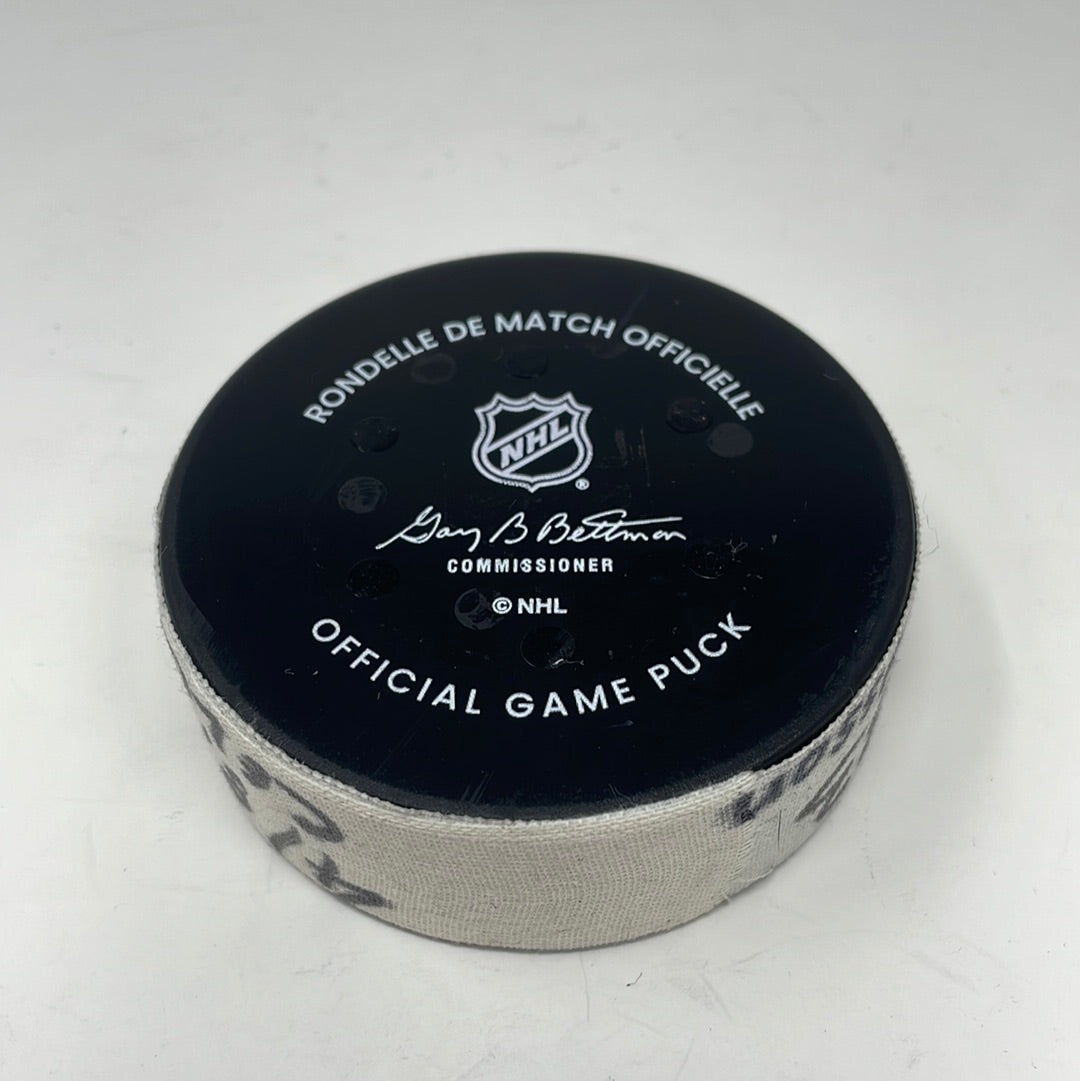 RONDELLE DE MATCH OFFICIELLE
NHL
®
Gary B Bettman
COMMISSIONER
© NHL
OFFICIAL GAME PUCK